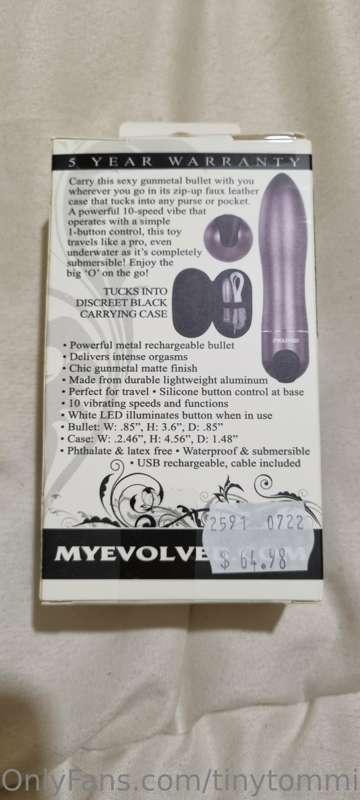 5 YEAR WARRANTY
Carry this sexy gunmetal bullet with you
wherever you go in its zip-up faux leather
case that tucks into any purse or pocket.
A powerful 10-speed vibe that
operates with a simple
1-button control, this toy
travels like a pro, even
underwater as it's completely
submersible! Enjoy the
big 'O' on the go!
TUCKS INTO
DISCREET BLACK
CARRYING CASE
• Powerful metal rechargeable bullet
• Delivers intense orgasms
• Chic gunmetal matte finish
• Made from durable lightweight aluminum
• Perfect for travel • Silicone button control at base
• 10 vibrating speeds and functions
• White LED illuminates button when in use
• Bullet: W: .85”, H: 3.6”, D: .85”
• Case: W: .2.46”, H: 4.56”, D: 1.48”
• Phthalate & latex free • Waterproof & submersible
• USB rechargeable, cable included
2591 0722
$ 64.98
OnlyFans.com/tinytommi